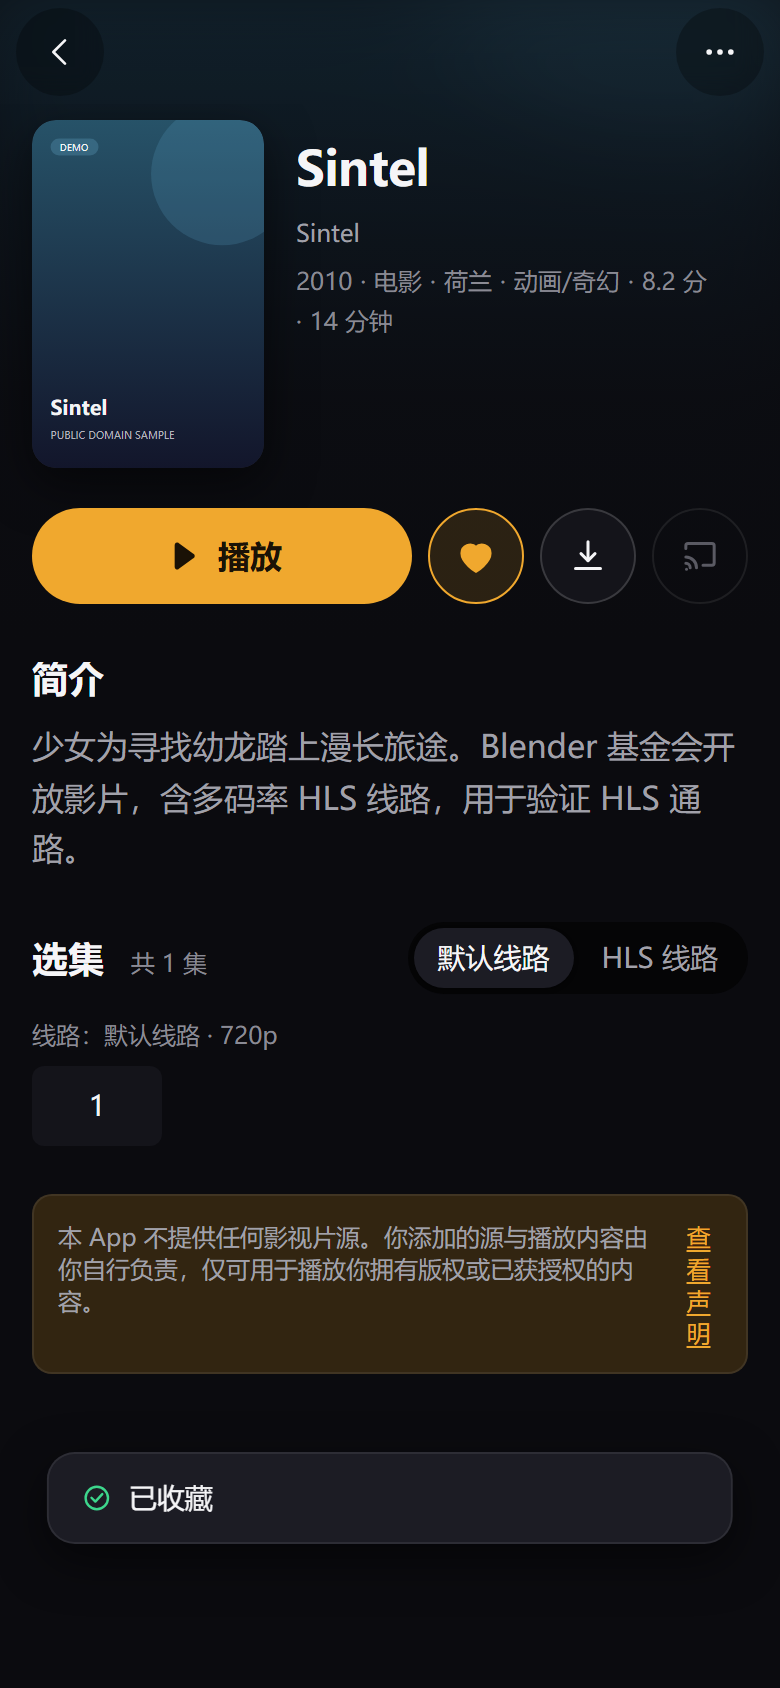 DEMO
Sintel
PUBLIC DOMAIN SAMPLE
Sintel
Sintel
2010 · 电影 · 荷兰 · 动画/奇幻 · 8.2 分
· 14 分钟
播放
简介
少女为寻找幼龙踏上漫长旅途。Blender 基金会开
放影片，含多码率 HLS 线路，用于验证 HLS 通
路。
选集 共 1 集
默认线路 HLS 线路
线路：默认线路 · 720p
1
本 App 不提供任何影视片源。你添加的源与播放内容由
你自行负责，仅可用于播放你拥有版权或已获授权的内
容。
查
看
声
明
已收藏